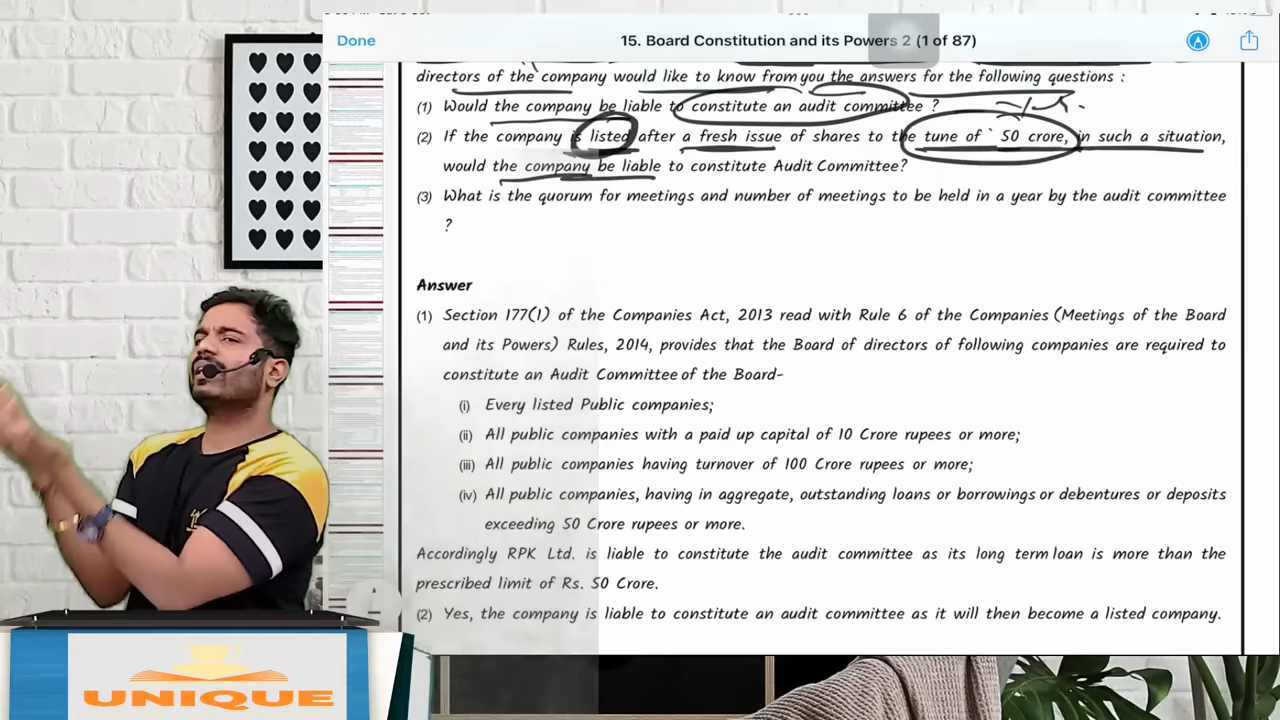 Done
15. Board Constitution and its Powers 2 (1 of 87)
directors of the company would like to know from you the answers for the following questions :
(1) Would the company be liable to constitute an audit committee ?
(2) If the company is listed after a fresh issue of shares to the tune of ` 50 crore, in such a situation,
would the company be liable to constitute Audit Committee?
(3) What is the quorum for meetings and number of meetings to be held in a year by the audit committee
?
Answer
(1) Section 177(1) of the Companies Act, 2013 read with Rule 6 of the Companies (Meetings of the Board
and its Powers) Rules, 2014, provides that the Board of directors of following companies are required to
constitute an Audit Committee of the Board-
(i) Every listed Public companies;
(ii) All public companies with a paid up capital of 10 Crore rupees or more;
(iii) All public companies having turnover of 100 Crore rupees or more;
(iv) All public companies, having in aggregate, outstanding loans or borrowings or debentures or deposits
exceeding 50 Crore rupees or more.
Accordingly RPK Ltd. is liable to constitute the audit committee as its long term loan is more than the
prescribed limit of Rs. 50 Crore.
(2) Yes, the company is liable to constitute an audit committee as it will then become a listed company.
UNIQUE